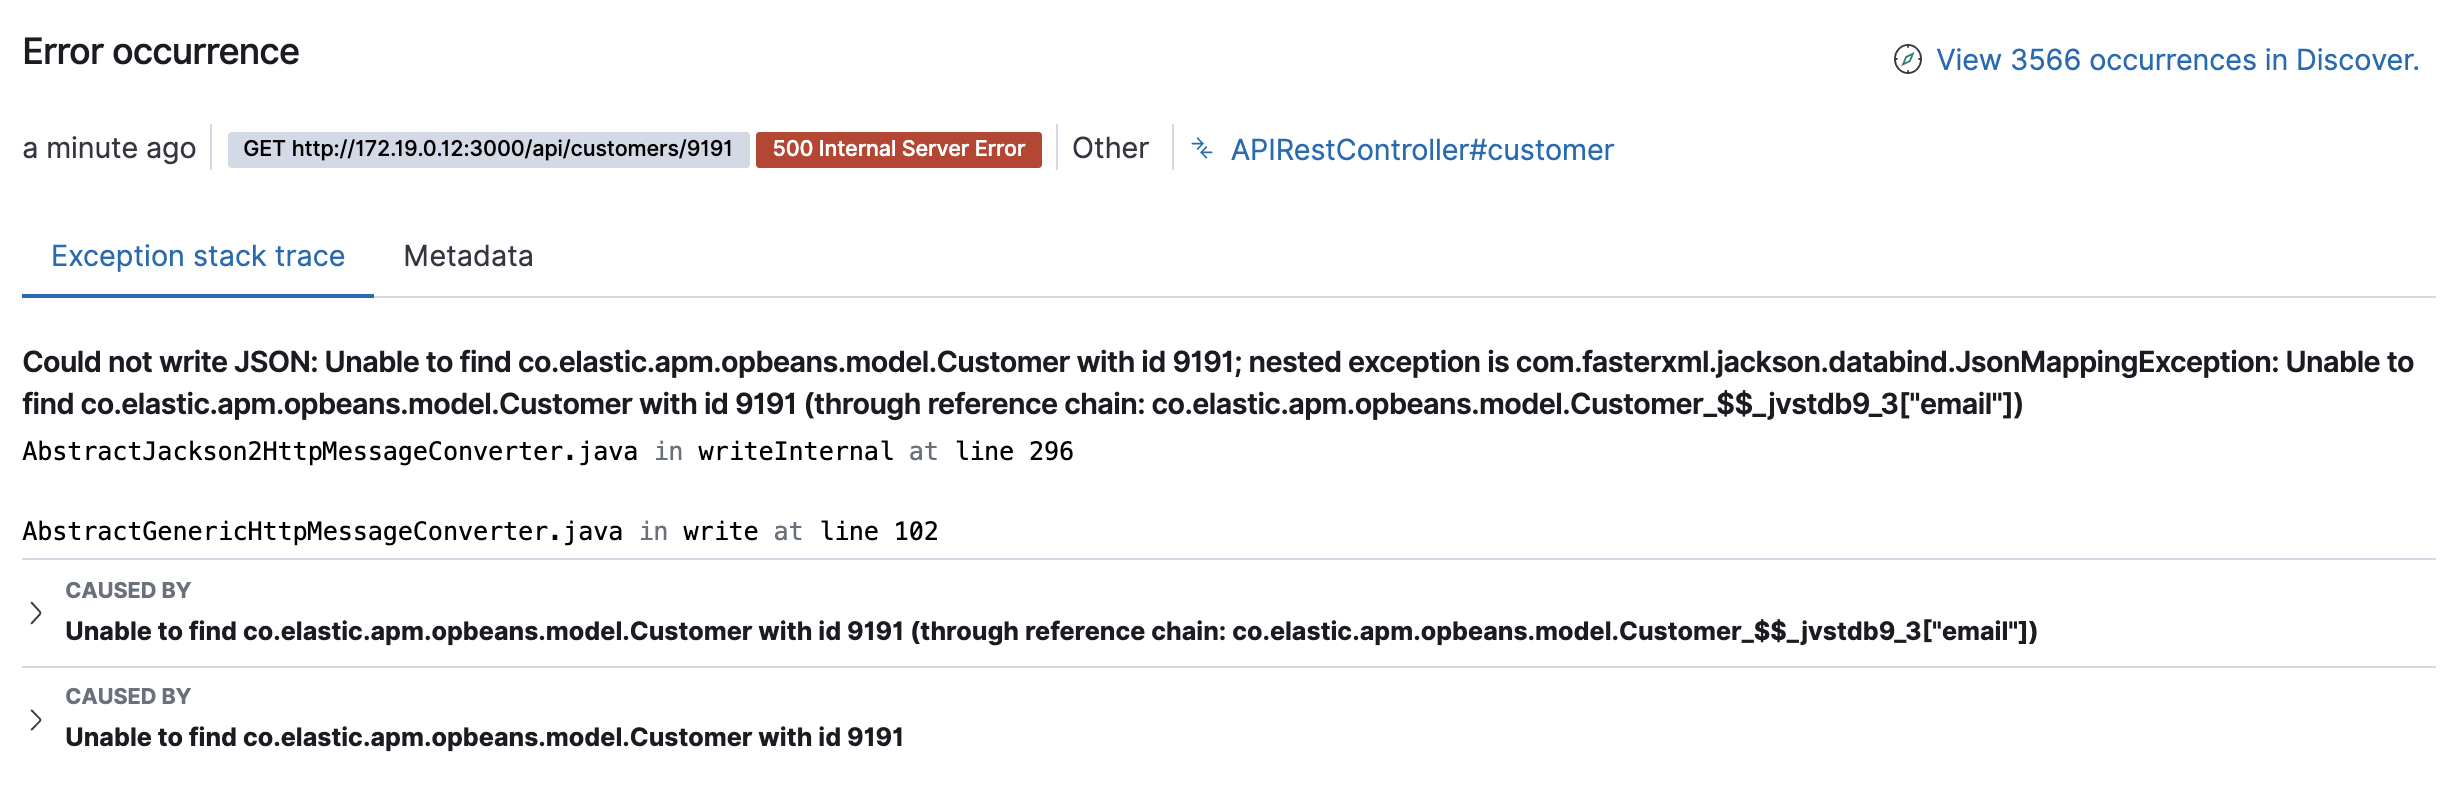 Error occurrence
View 3566 occurrences in Discover.
a minute ago GET http://172.19.0.12:3000/api/customers/9191 500 Internal Server Error Other APIRestController#customer
Exception stack trace Metadata
Could not write JSON: Unable to find co.elastic.apm.opbeans.model.Customer with id 9191; nested exception is com.fasterxml.jackson.databind.JsonMappingException: Unable to
find co.elastic.apm.opbeans.model.Customer with id 9191 (through reference chain: co.elastic.apm.opbeans.model.Customer_$$_jvstdb9_3["email"])
AbstractJackson2HttpMessageConverter.java in writeInternal at line 296
AbstractGenericHttpMessageConverter.java in write at line 102
CAUSED BY
Unable to find co.elastic.apm.opbeans.model.Customer with id 9191 (through reference chain: co.elastic.apm.opbeans.model.Customer_$$_jvstdb9_3["email"])
CAUSED BY
Unable to find co.elastic.apm.opbeans.model.Customer with id 9191